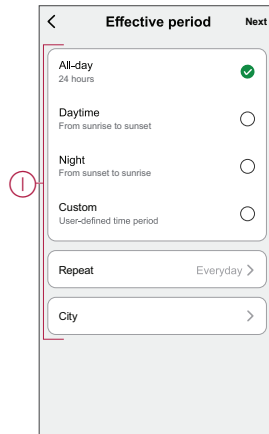 Effective period Next
All-day
24 hours
Daytime
From sunrise to sunset
Night
From sunset to sunrise
Custom
User-defined time period
I
Repeat Everyday
City